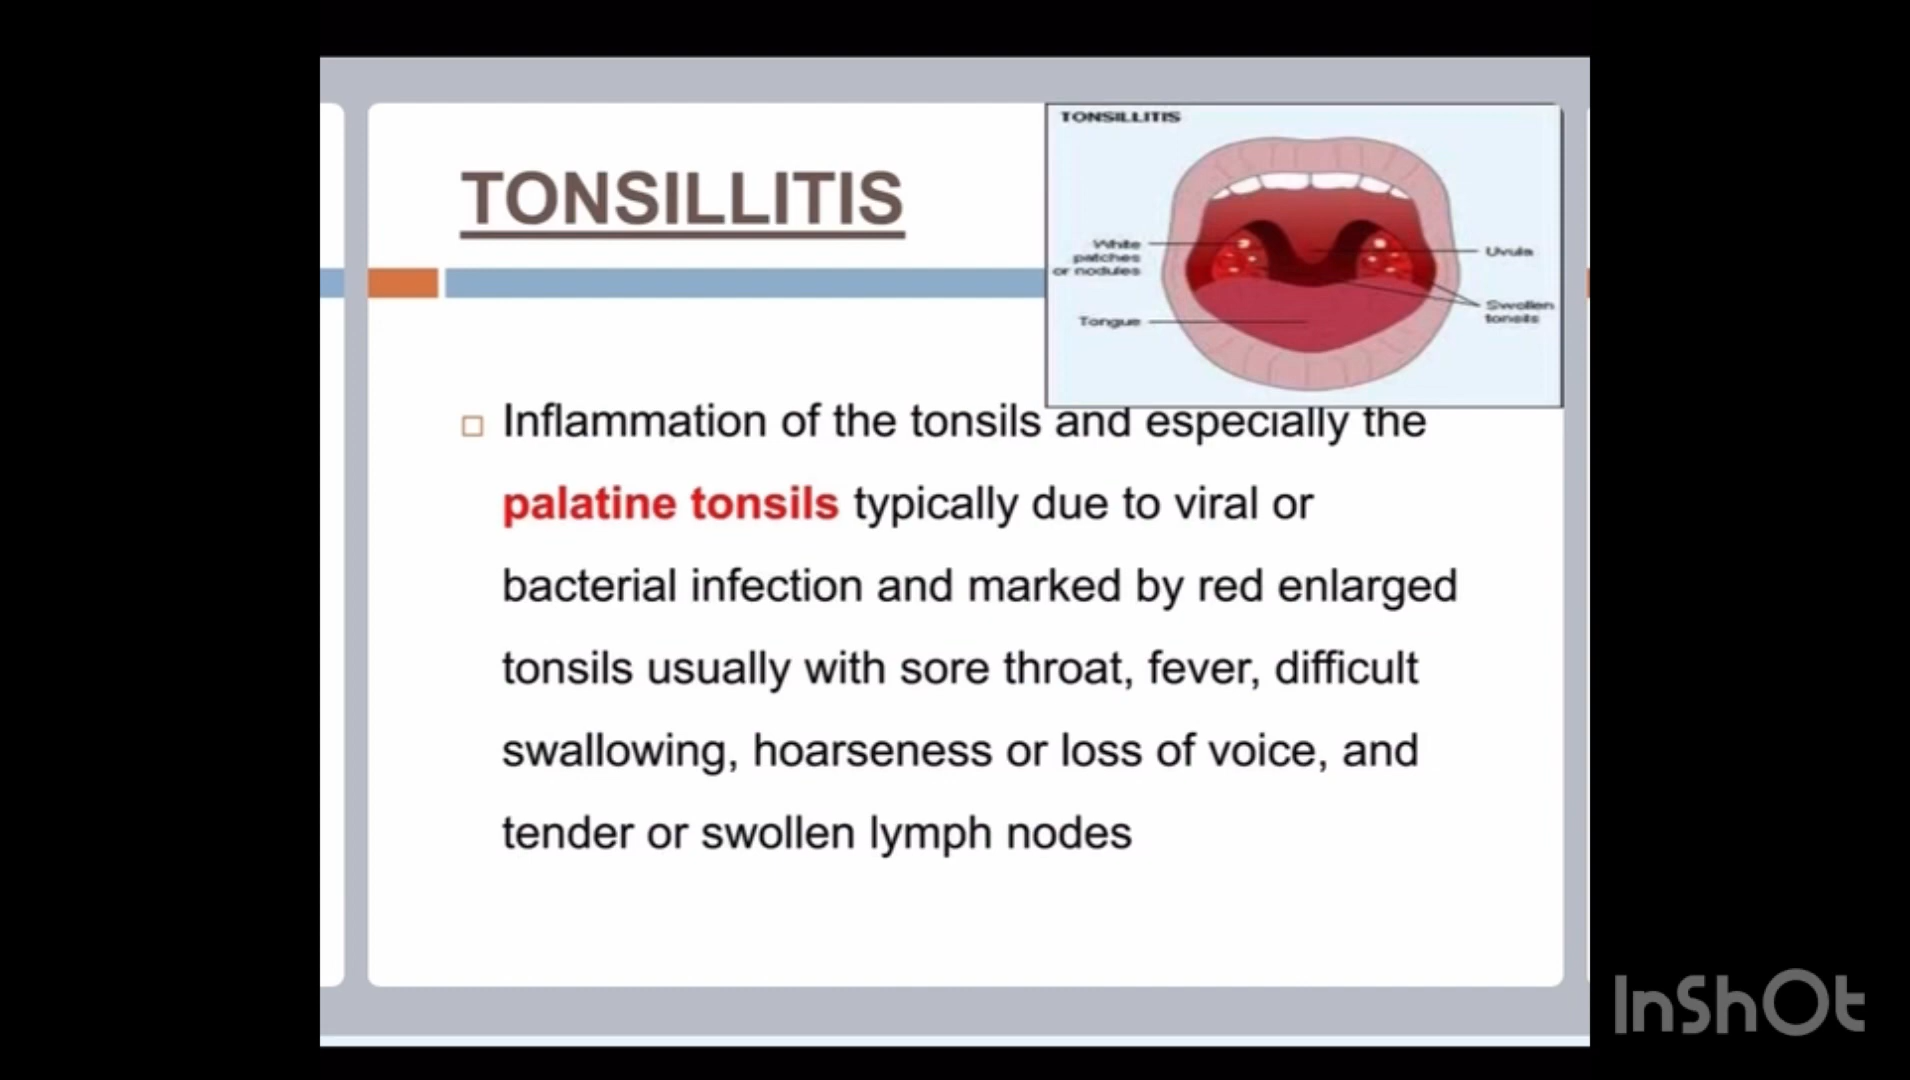 TONSILLITIS
TONSILLITIS
White
patches
or nodules
Uvula
Swollen
tonsils
Tongue
Inflammation of the tonsils and especially the
palatine tonsils typically due to viral or
bacterial infection and marked by red enlarged
tonsils usually with sore throat, fever, difficult
swallowing, hoarseness or loss of voice, and
tender or swollen lymph nodes
InShOt